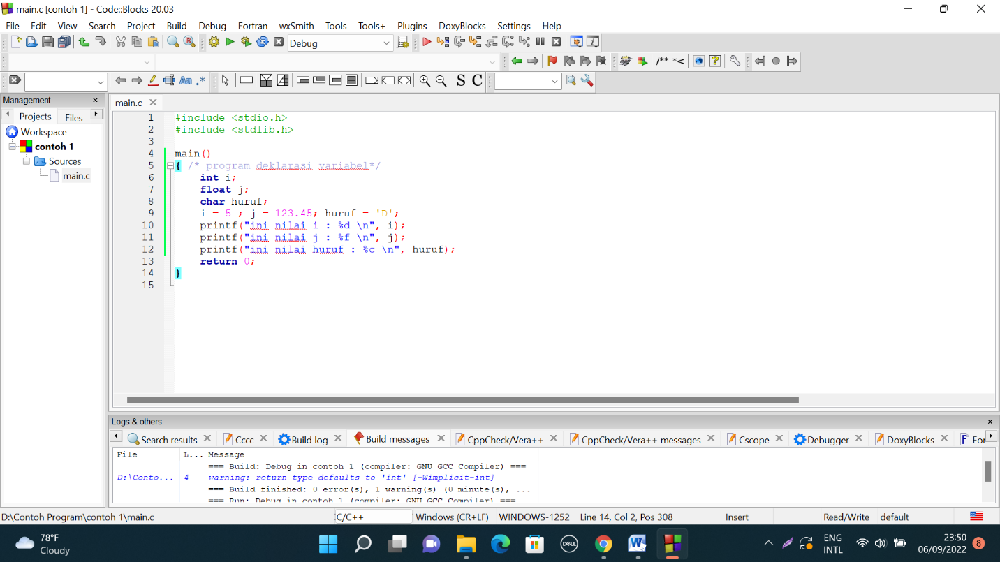 main.c [contoh 1] - Code::Blocks 20.03
File Edit View Search Project Build Debug Fortran wxSmith Tools Tools+ Plugins DoxyBlocks Settings Help
Debug
/** *<
Aa .* S C
Management
main.c
Projects Files
Workspace
contoh 1
Sources
main.c
1 #include <stdio.h>
2 #include <stdlib.h>
3
4 main()
5 { /* program deklarasi variabel*/
6 int i;
7 float j;
8 char huruf;
9 i = 5 ; j = 123.45; huruf = 'D';
10 printf("ini nilai i : %d \n", i);
11 printf("ini nilai j : %f \n", j);
12 printf("ini nilai huruf : %c \n", huruf);
13 return 0;
14 }
15
Logs & others
Search results Cccc Build log Build messages CppCheck/Vera++ CppCheck/Vera++ messages Cscope Debugger DoxyBlocks For
File L... Message
=== Build: Debug in contoh 1 (compiler: GNU GCC Compiler) ===
D:\Conto... 4 warning: return type defaults to 'int' [-Wimplicit-int]
=== Build finished: 0 error(s), 1 warning(s) (0 minute(s), ...
=== Run: Debug in contoh 1 (compiler: GNU GCC Compiler) ===
D:\Contoh Program\contoh 1\main.c C/C++ Windows (CR+LF) WINDOWS-1252 Line 14, Col 2, Pos 308 Insert Read/Write default
78°F
Cloudy
DELL
W
ENG
INTL
23:50
06/09/2022
8